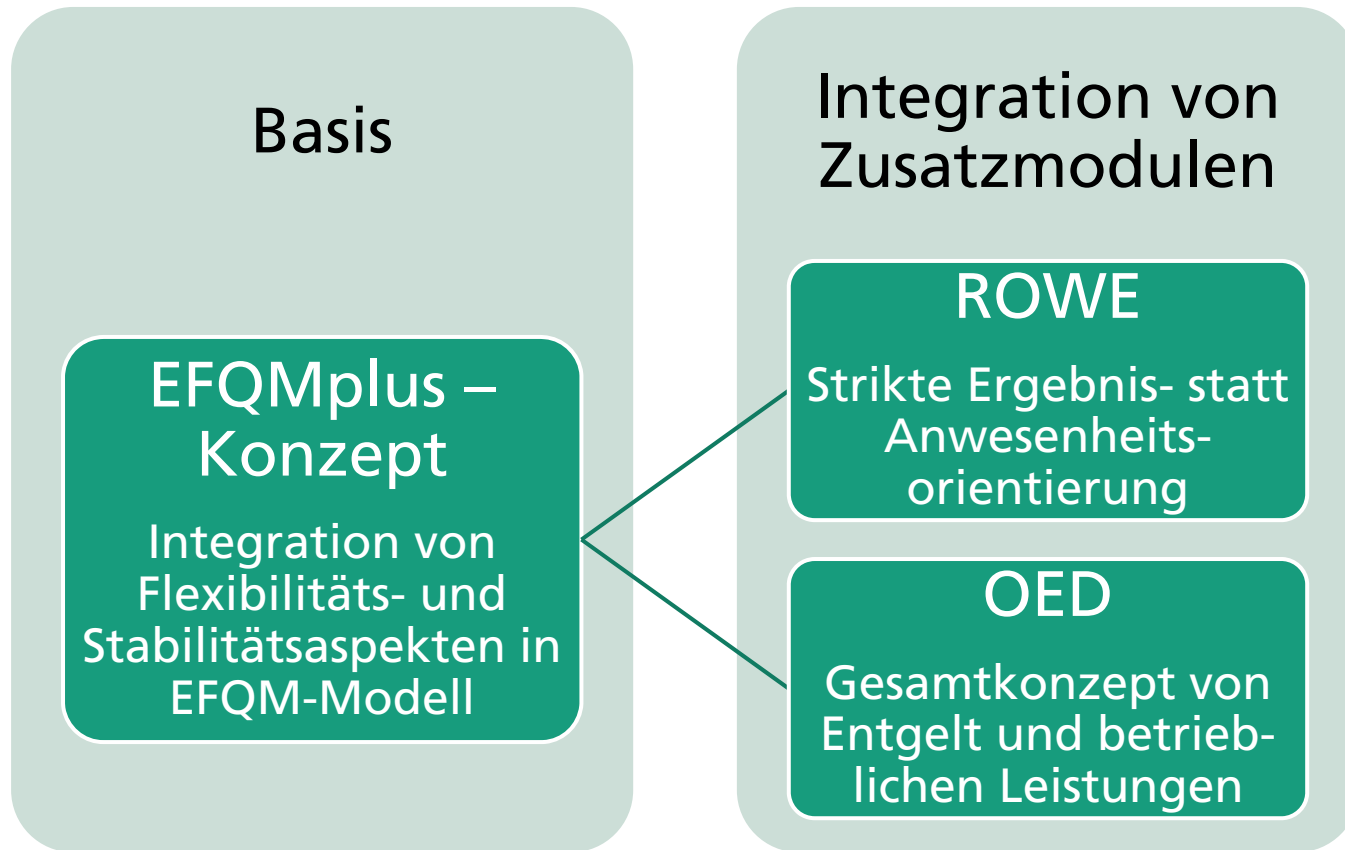 Basis
EFQMplus –
Konzept
Integration von
Flexibilitäts- und
Stabilitätsaspekten in
EFQM-Modell
Integration von
Zusatzmodulen
ROWE
Strikte Ergebnis- statt
Anwesenheits-
orientierung
OED
Gesamtkonzept von
Entgelt und betrieb-
lichen Leistungen